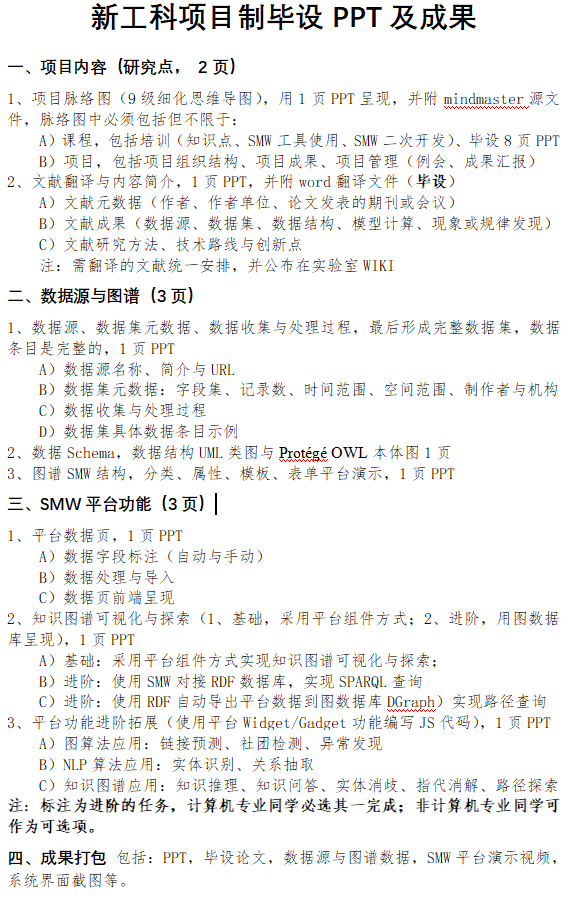 新工科项目制毕设 PPT 及成果
一、项目内容（研究点， 2 页）
1、项目脉络图（9 级细化思维导图），用 1 页 PPT 呈现，并附 mindmaster 源文
件，脉络图中必须包括但不限于：
A）课程，包括培训（知识点、SMW 工具使用、SMW 二次开发）、毕设 8 页 PPT
B）项目，包括项目组织结构、项目成果、项目管理（例会、成果汇报）
2、文献翻译与内容简介，1 页 PPT，并附 word 翻译文件（毕设）
A）文献元数据（作者、作者单位、论文发表的期刊或会议）
B）文献成果（数据源、数据集、数据结构、模型计算、现象或规律发现）
C）文献研究方法、技术路线与创新点
注：需翻译的文献统一安排，并公布在实验室 WIKI
二、数据源与图谱（3 页）
1、数据源、数据集元数据、数据收集与处理过程，最后形成完整数据集，数据
条目是完整的，1 页 PPT
A）数据源名称、简介与 URL
B）数据集元数据：字段集、记录数、时间范围、空间范围、制作者与机构
C）数据收集与处理过程
D）数据集具体数据条目示例
2、数据 Schema，数据结构 UML 类图与 Protégé OWL 本体图 1 页
3、图谱 SMW 结构，分类、属性、模板、表单平台演示，1 页 PPT
三、SMW 平台功能（3 页）
1、平台数据页，1 页 PPT
A）数据字段标注（自动与手动）
B）数据处理与导入
C）数据页前端呈现
2、知识图谱可视化与探索（1、基础，采用平台组件方式；2、进阶，用图数据
库呈现），1 页 PPT
A）基础：采用平台组件方式实现知识图谱可视化与探索；
B）进阶：使用 SMW 对接 RDF 数据库，实现 SPARQL 查询
C）进阶：使用 RDF 自动导出平台数据到图数据库 DGraph）实现路径查询
3、平台功能进阶拓展（使用平台 Widget/Gadget 功能编写 JS 代码），1 页 PPT
A）图算法应用：链接预测、社团检测、异常发现
B）NLP 算法应用：实体识别、关系抽取
C）知识图谱应用：知识推理、知识问答、实体消歧、指代消解、路径探索
注：标注为进阶的任务，计算机专业同学必选其一完成；非计算机专业同学可
作为可选项。
四、成果打包 包括：PPT，毕设论文，数据源与图谱数据，SMW 平台演示视频，
系统界面截图等。